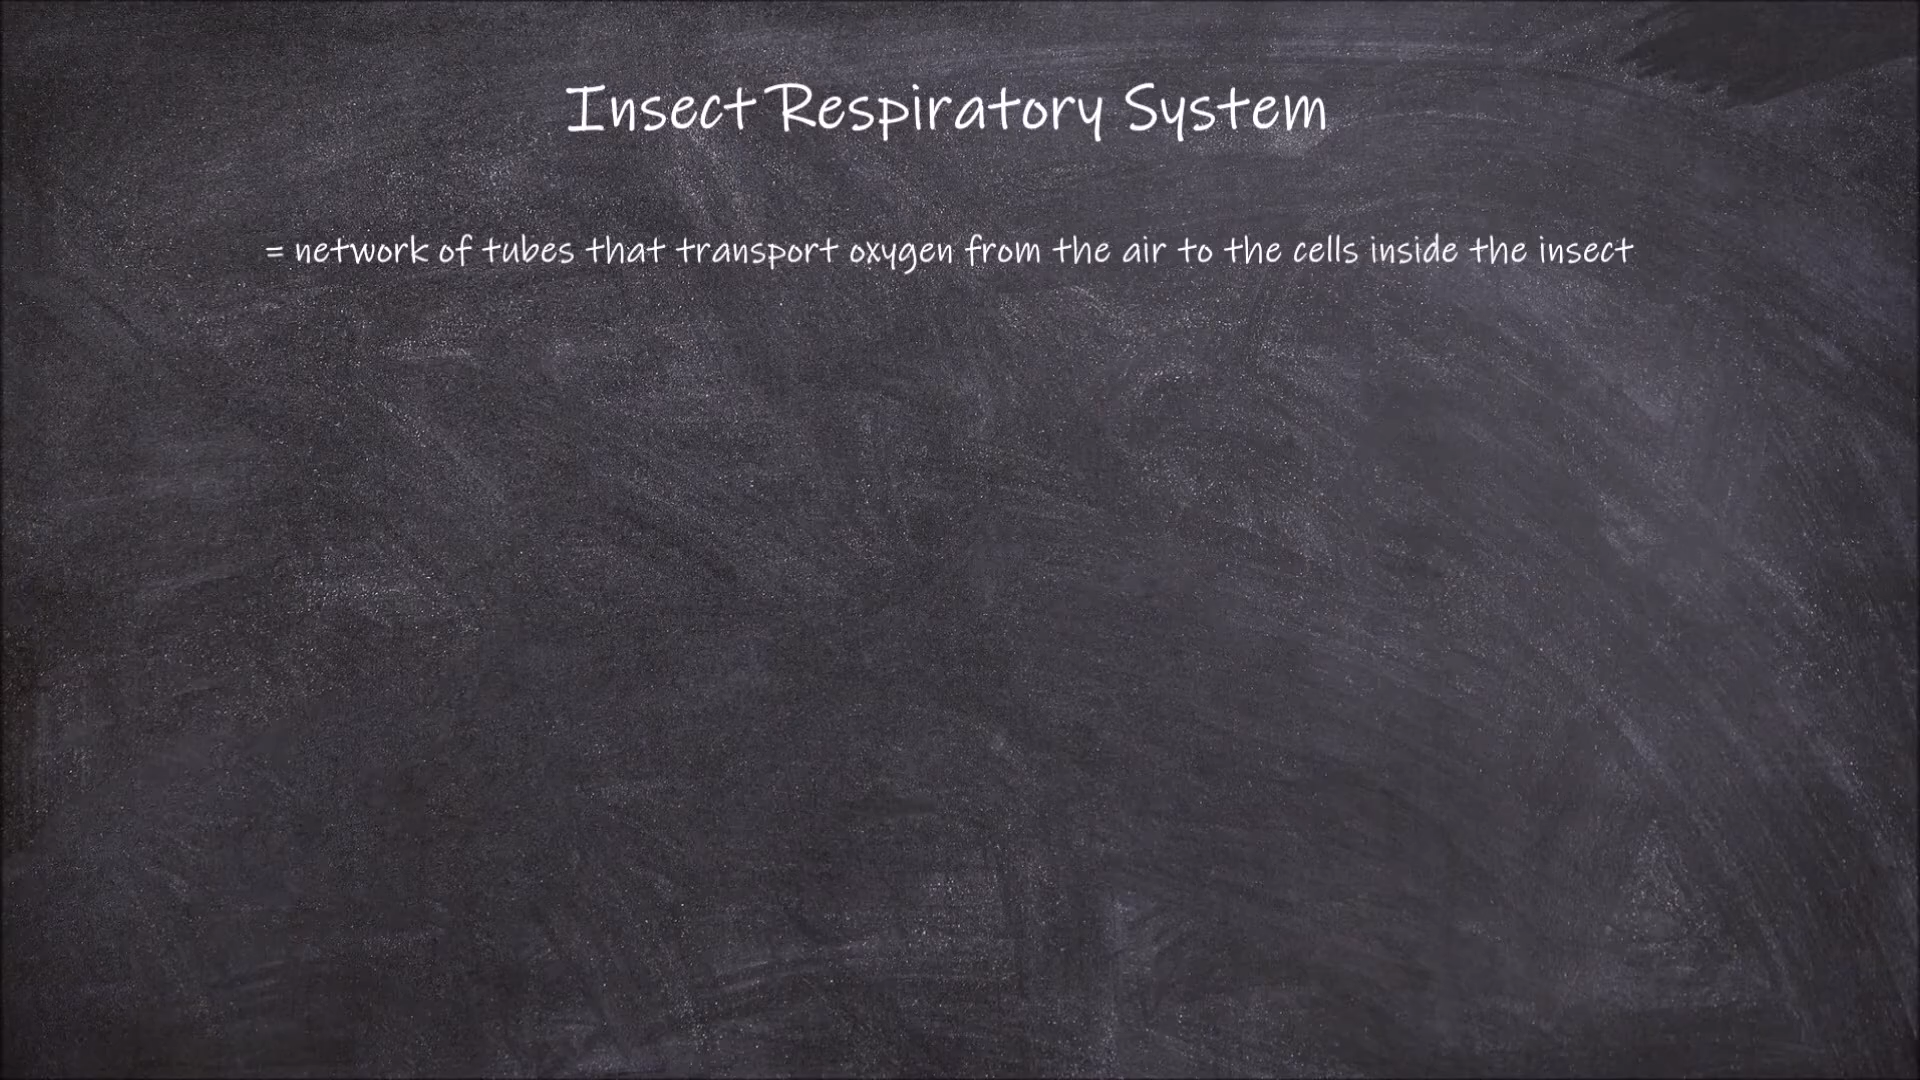 Insect Respiratory System
= network of tubes that transport oxygen from the air to the cells inside the insect